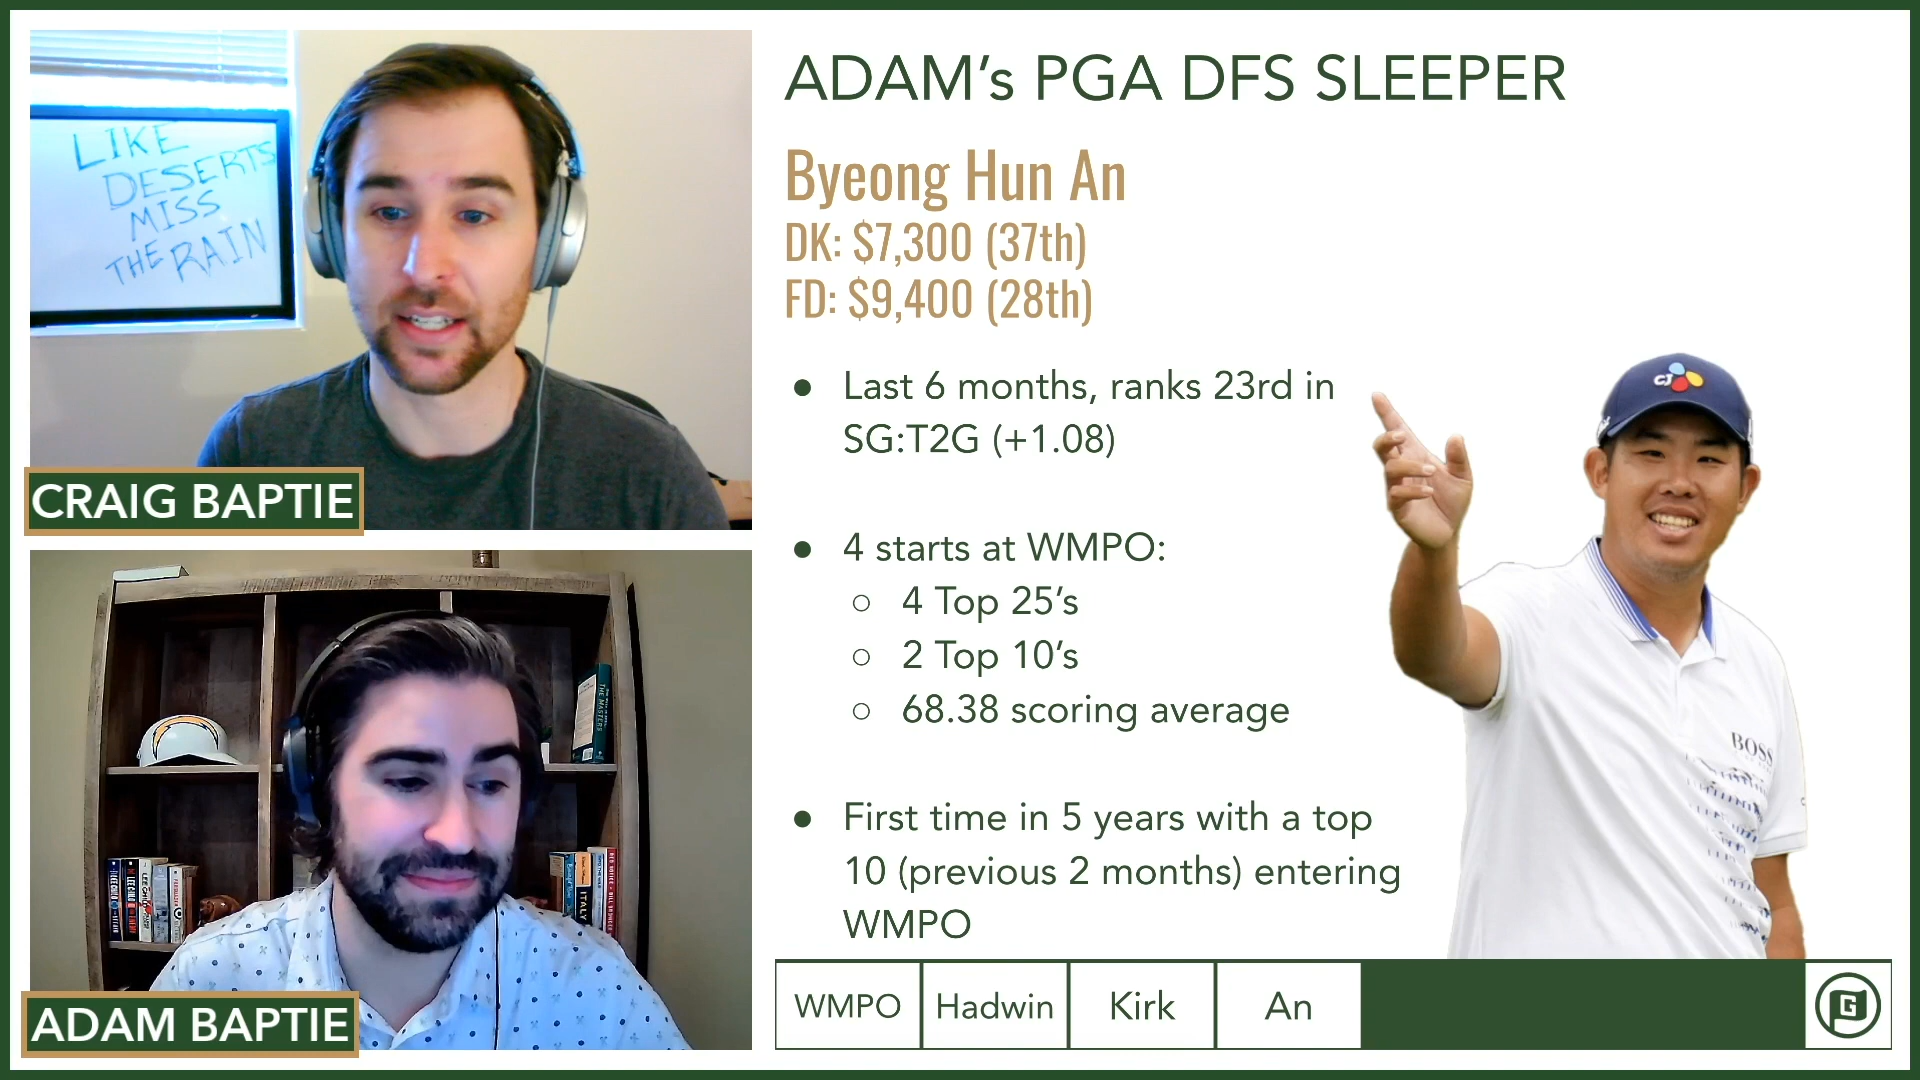 LIKE
DESERTS
MISS
THE RAIN
CRAIG BAPTIE
THE MASTERS
ITALY
ADAM BAPTIE
ADAM's PGA DFS SLEEPER
Byeong Hun An
DK: $7,300 (37th)
FD: $9,400 (28th)
● Last 6 months, ranks 23rd in
SG:T2G (+1.08)
● 4 starts at WMPO:
○ 4 Top 25's
○ 2 Top 10's
○ 68.38 scoring average
● First time in 5 years with a top
10 (previous 2 months) entering
WMPO
CJ
BOSS
WMPO
Hadwin
Kirk
An
G